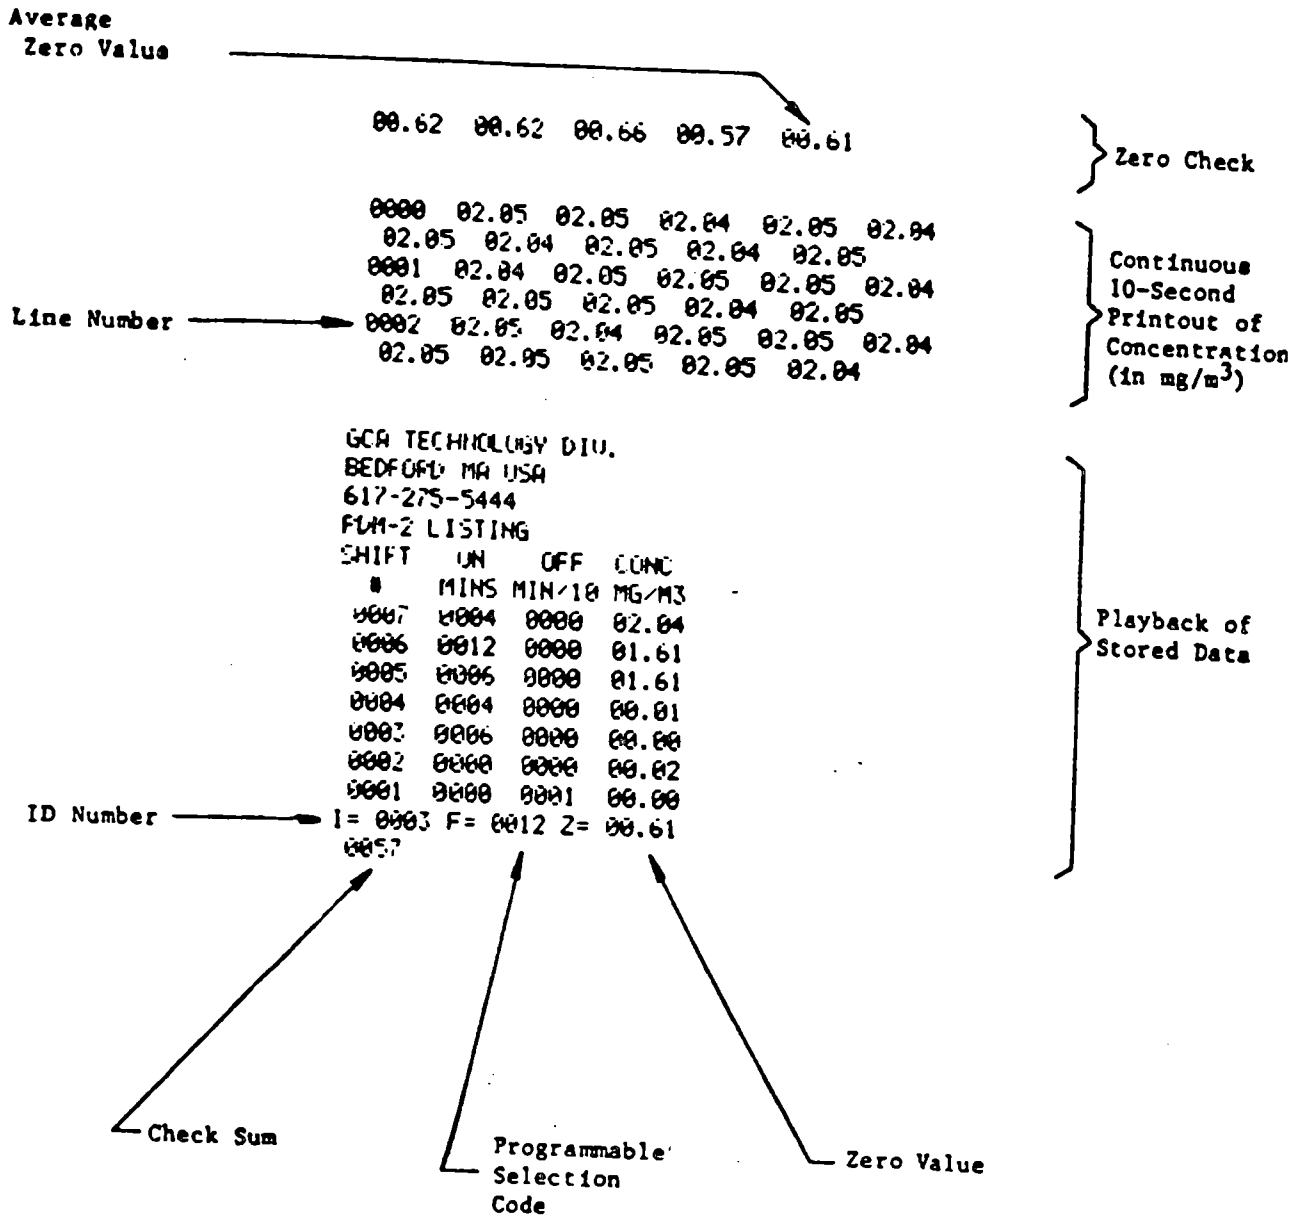 Average
Zero Value
00.62 00.62 00.66 00.57 00.61
Zero Check
0000 02.05 02.05 02.04 02.05 02.04
02.05 02.04 02.05 02.04 02.05
0001 02.04 02.05 02.05 02.05 02.04
02.05 02.05 02.05 02.04 02.05
Line Number
0002 02.05 02.04 02.05 02.05 02.04
02.05 02.05 02.05 02.05 02.04
Continuous
10-Second
Printout of
Concentration
(in mg/m³)
GCA TECHNOLOGY DIV.
BEDFORD MA USA
617-275-5444
PDM-2 LISTING
SHIFT ON OFF CONC
# MINS MIN/10 MG/M3
0007 0004 0000 02.04
0006 0012 0000 01.61
0005 0006 0000 01.61
0004 0004 0000 00.01
0003 0006 0000 00.00
0002 0000 0000 00.02
0001 0000 0001 00.00
Playback of
Stored Data
ID Number
I= 0003 F= 0012 Z= 00.61
0057
Check Sum
Programmable
Selection
Code
Zero Value